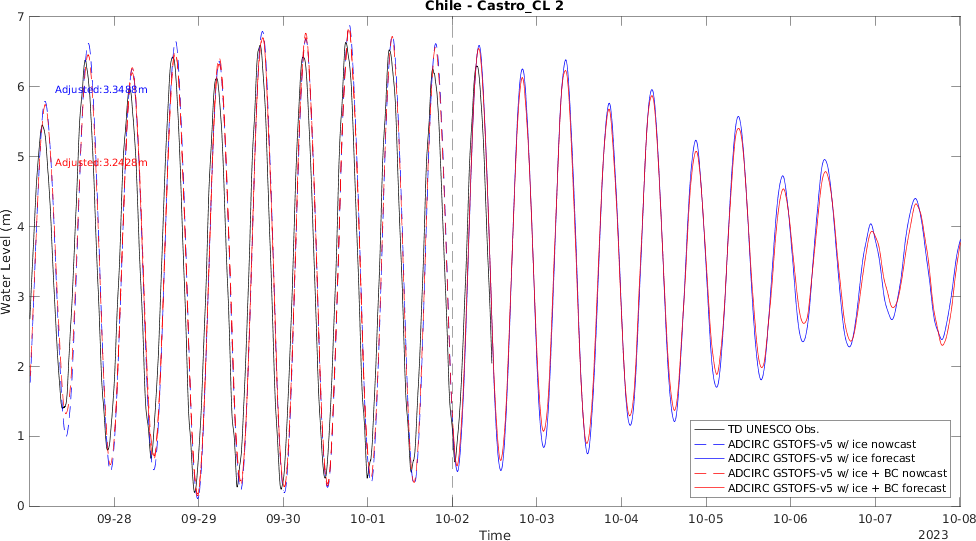 Chile - Castro_CL 2
7
6
5
4
3
2
1
0
Water Level (m)
Adjusted:3.3488m
Adjusted:3.2428m
TD UNESCO Obs.
ADCIRC GSTOFS-v5 w/ ice nowcast
ADCIRC GSTOFS-v5 w/ ice forecast
ADCIRC GSTOFS-v5 w/ ice + BC nowcast
ADCIRC GSTOFS-v5 w/ ice + BC forecast
09-28 09-29 09-30 10-01 10-02 10-03 10-04 10-05 10-06 10-07 10-08
Time
2023